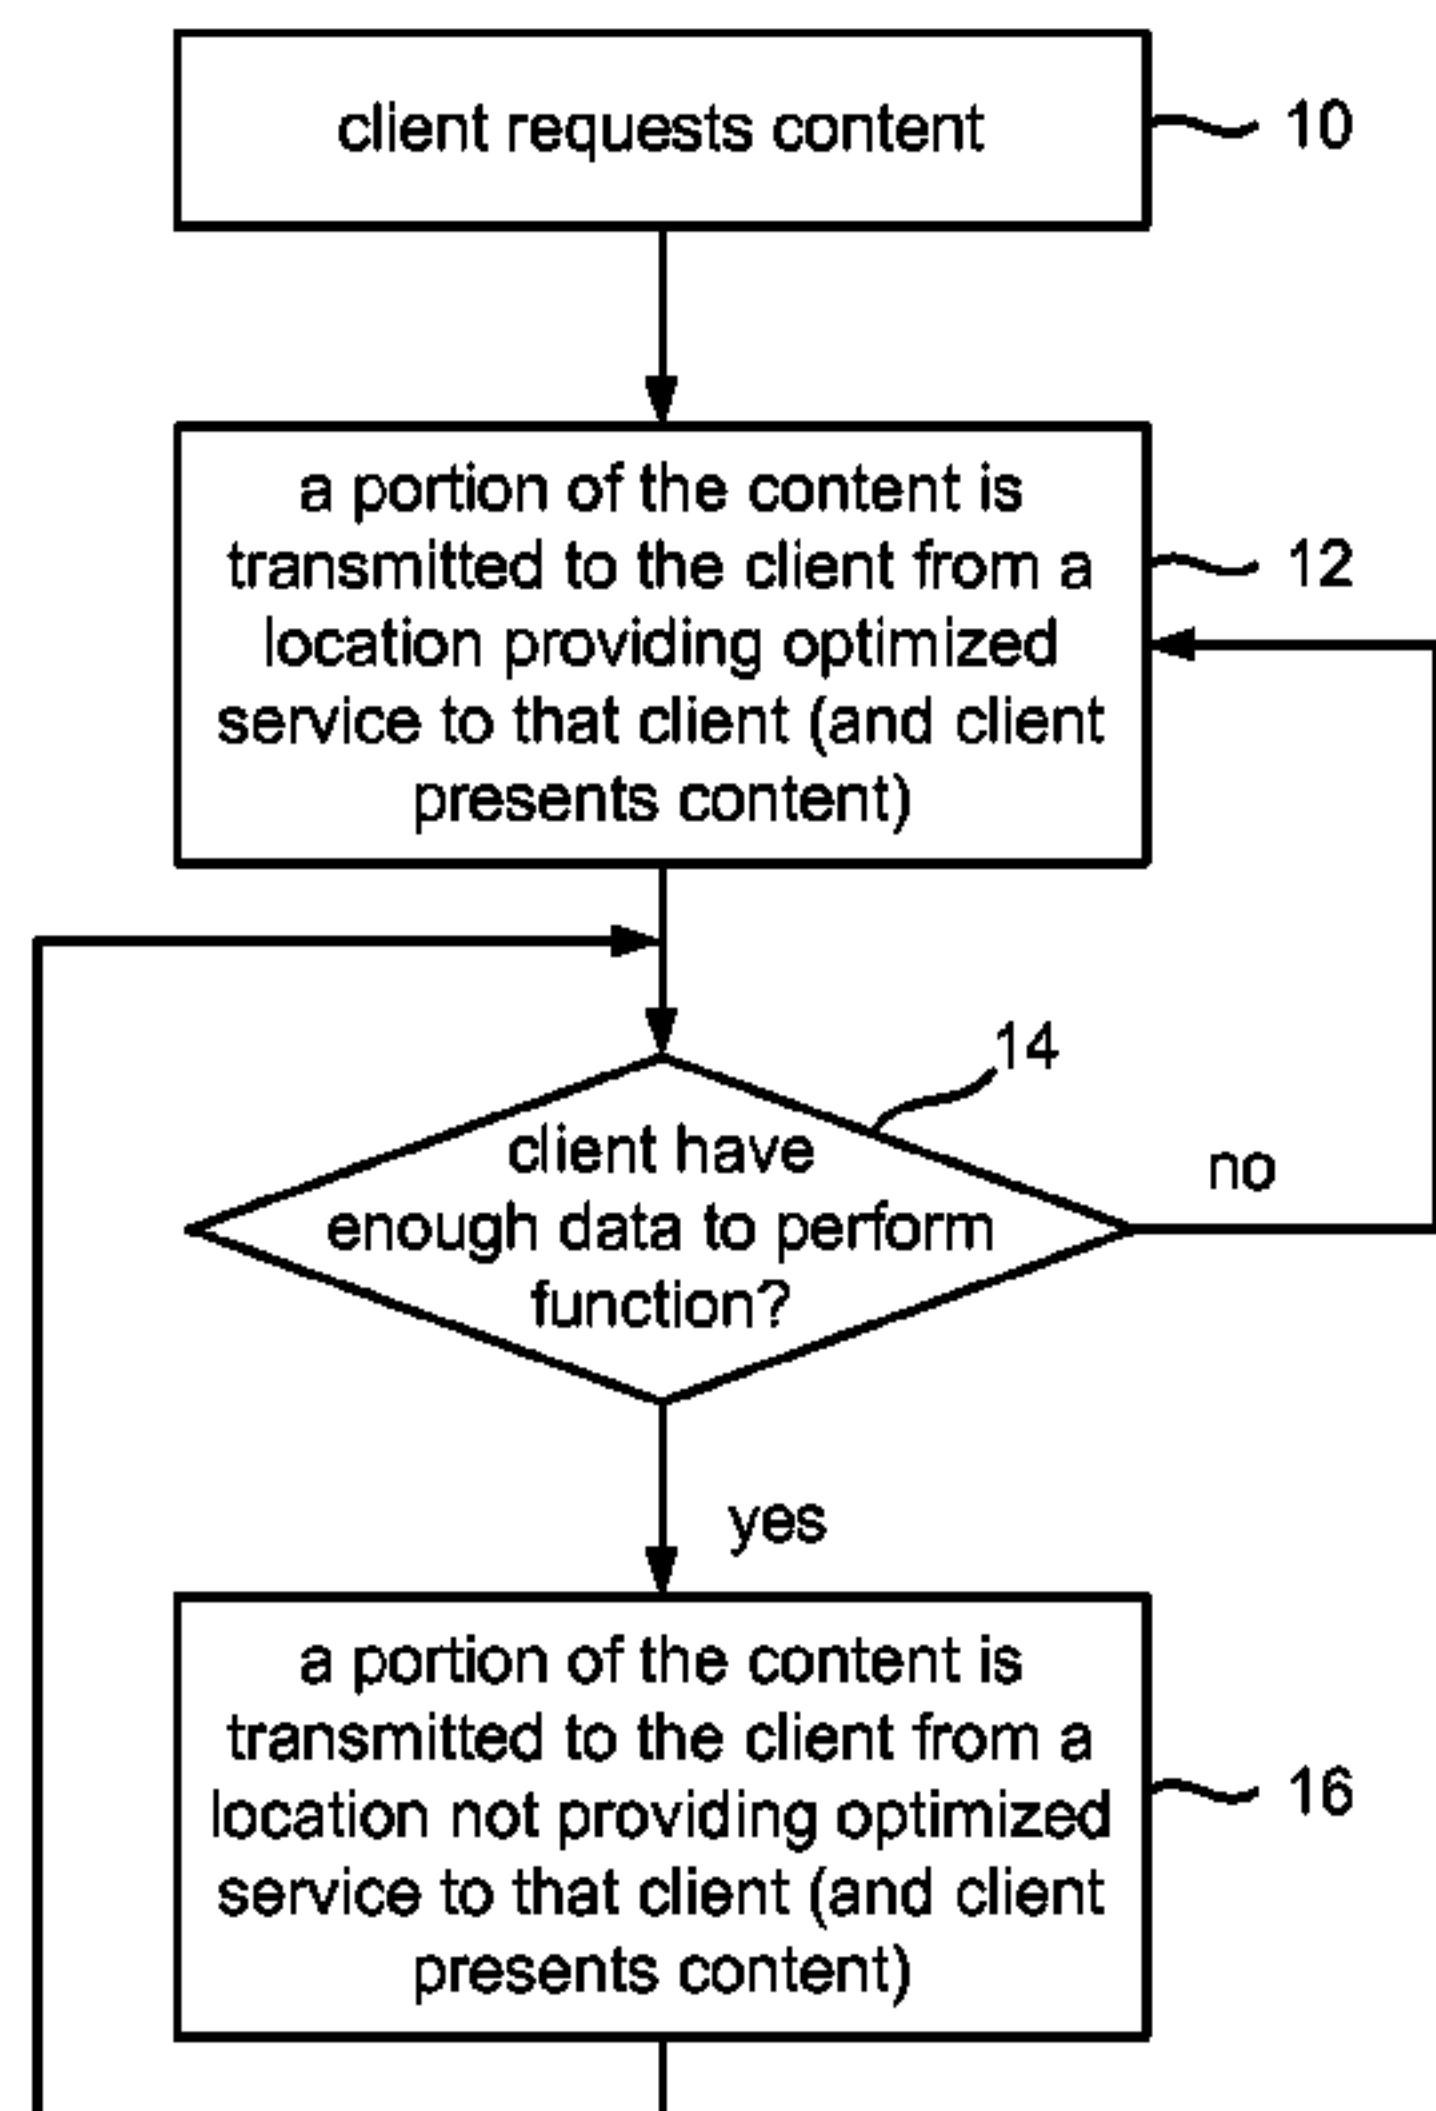 client requests content
10
a portion of the content is
transmitted to the client from a
location providing optimized
service to that client (and client
presents content)
12
14
client have
enough data to perform
function?
no
yes
a portion of the content is
transmitted to the client from a
location not providing optimized
service to that client (and client
presents content)
16